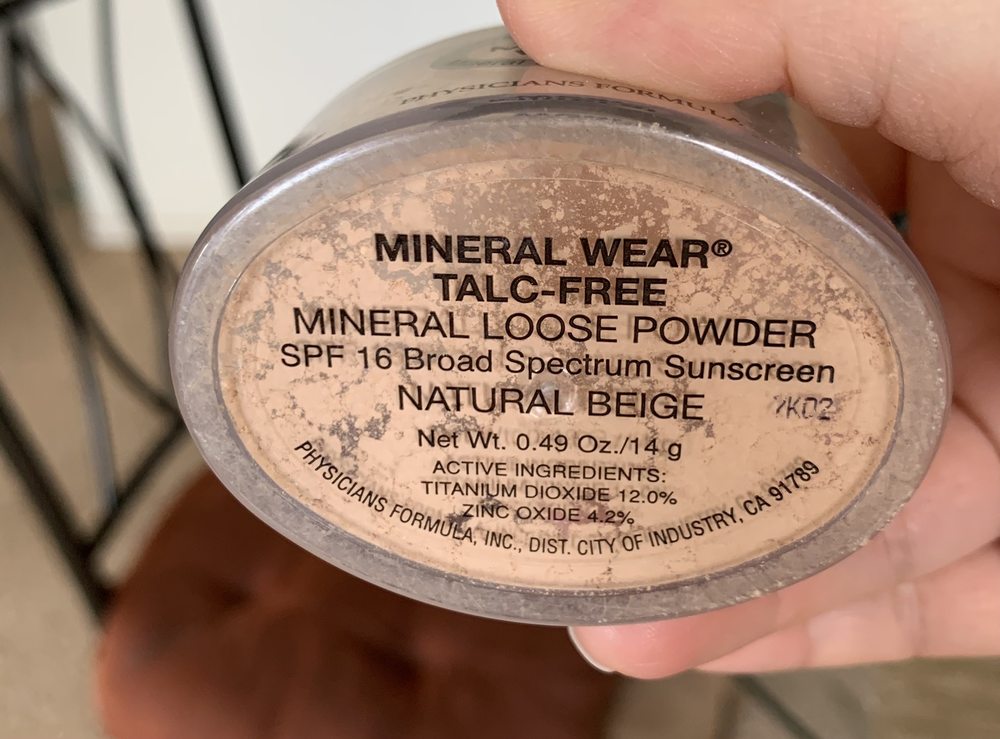 PHYSICIANS FORMULA
MINERAL WEAR®
TALC-FREE
MINERAL LOOSE POWDER
SPF 16 Broad Spectrum Sunscreen
NATURAL BEIGE
Net Wt. 0.49 Oz./14 g
ACTIVE INGREDIENTS:
TITANIUM DIOXIDE 12.0%
ZINC OXIDE 4.2%
PHYSICIANS FORMULA, INC., DIST. CITY OF INDUSTRY, CA 91789